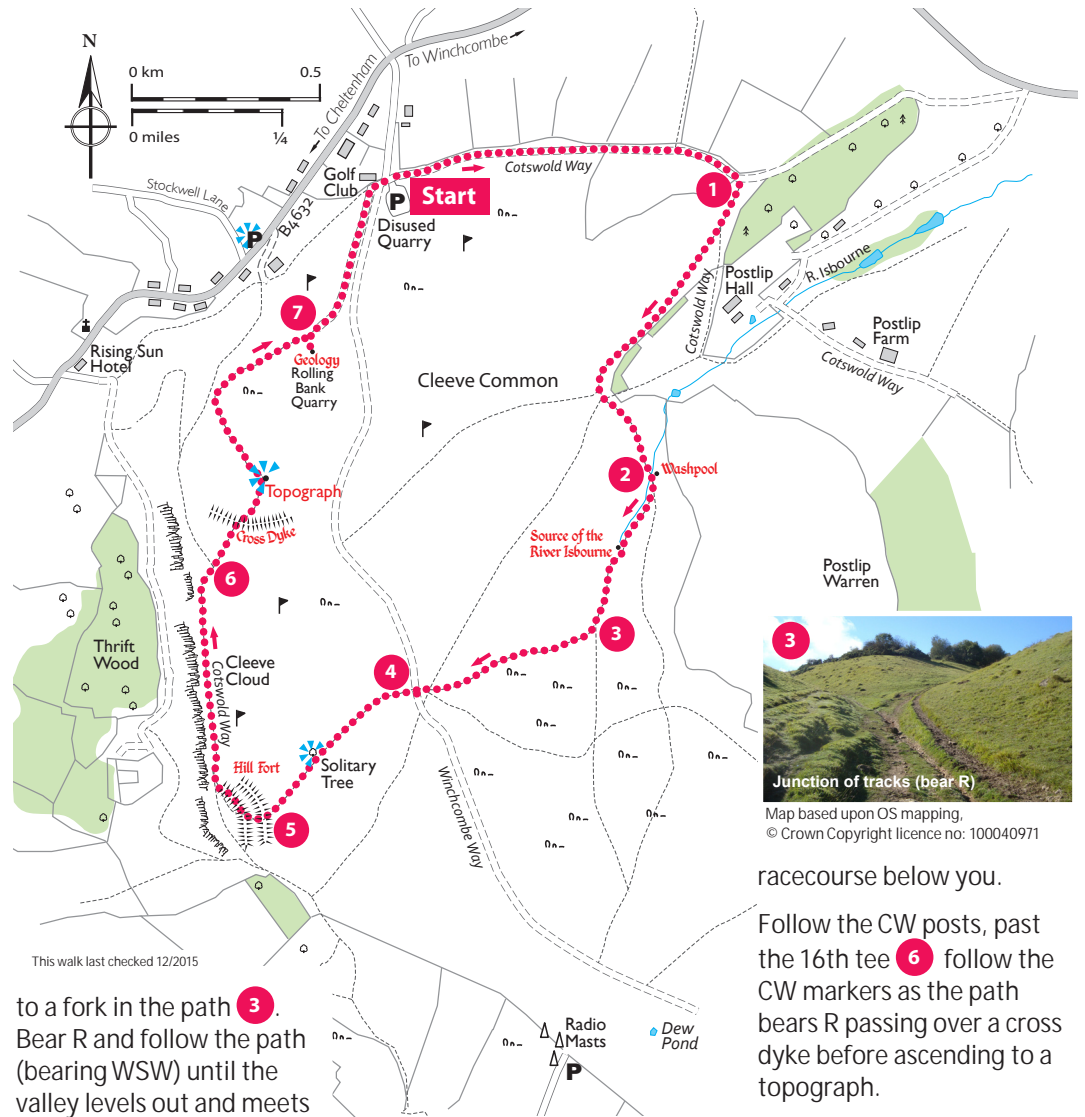 N
0 km 0.5
0 miles ¼
To Winchcombe
To Cheltenham
Stockwell Lane
B4632
P
Golf
Club
P
Start
Disused
Quarry
Cotswold Way
1
R. Isbourne
Postlip
Hall
Cotswold Way
Postlip
Farm
Cotswold Way
7
Rising Sun
Hotel
Geology
Rolling
Bank
Quarry
Cleeve Common
2
Washpool
Topograph
Cross Dyke
Source of the
River Isbourne
Postlip
Warren
6
3
Thrift
Wood
Cleeve
Cloud
Cotswold Way
4
Hill Fort
Solitary
Tree
5
Winchcombe Way
3
Junction of tracks (bear R)
Map based upon OS mapping,
© Crown Copyright licence no: 100040971
This walk last checked 12/2015
Radio
Masts
P
Dew
Pond
to a fork in the path 3.
Bear R and follow the path
(bearing WSW) until the
valley levels out and meets
racecourse below you.
Follow the CW posts, past
the 16th tee 6 follow the
CW markers as the path
bears R passing over a cross
dyke before ascending to a
topograph.